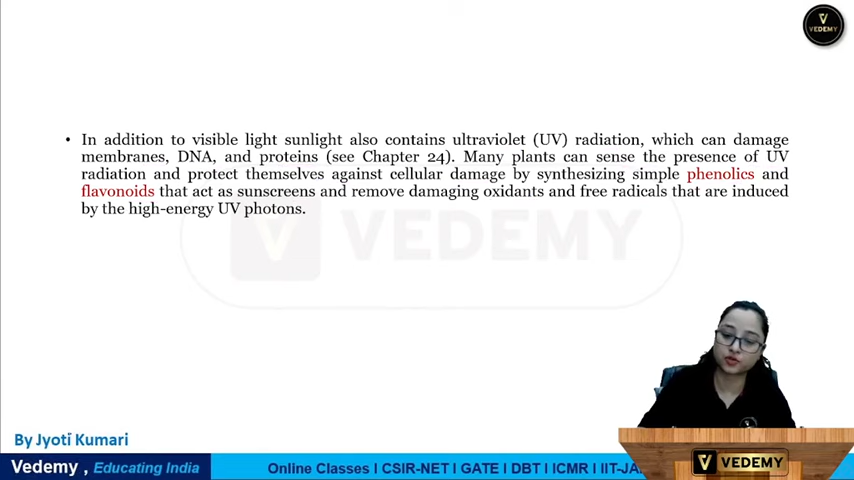 VEDEMY
• In addition to visible light sunlight also contains ultraviolet (UV) radiation, which can damage
membranes, DNA, and proteins (see Chapter 24). Many plants can sense the presence of UV
radiation and protect themselves against cellular damage by synthesizing simple phenolics and
flavonoids that act as sunscreens and remove damaging oxidants and free radicals that are induced
by the high-energy UV photons.
VEDEMY
By Jyoti Kumari
Vedemy , Educating India
Online Classes I CSIR-NET I GATE I DBT I ICMR I IIT-JA
VEDEMY